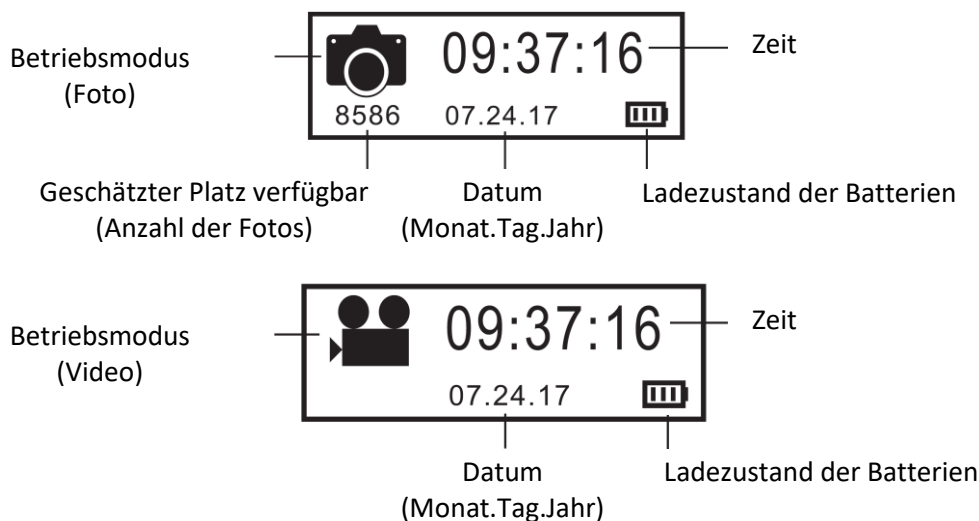 Betriebsmodus
(Foto)
09:37:16
Zeit
8586
07.24.17
Geschätzter Platz verfügbar
(Anzahl der Fotos)
Datum
(Monat.Tag.Jahr)
Ladezustand der Batterien
Betriebsmodus
(Video)
09:37:16
Zeit
07.24.17
Datum
(Monat.Tag.Jahr)
Ladezustand der Batterien